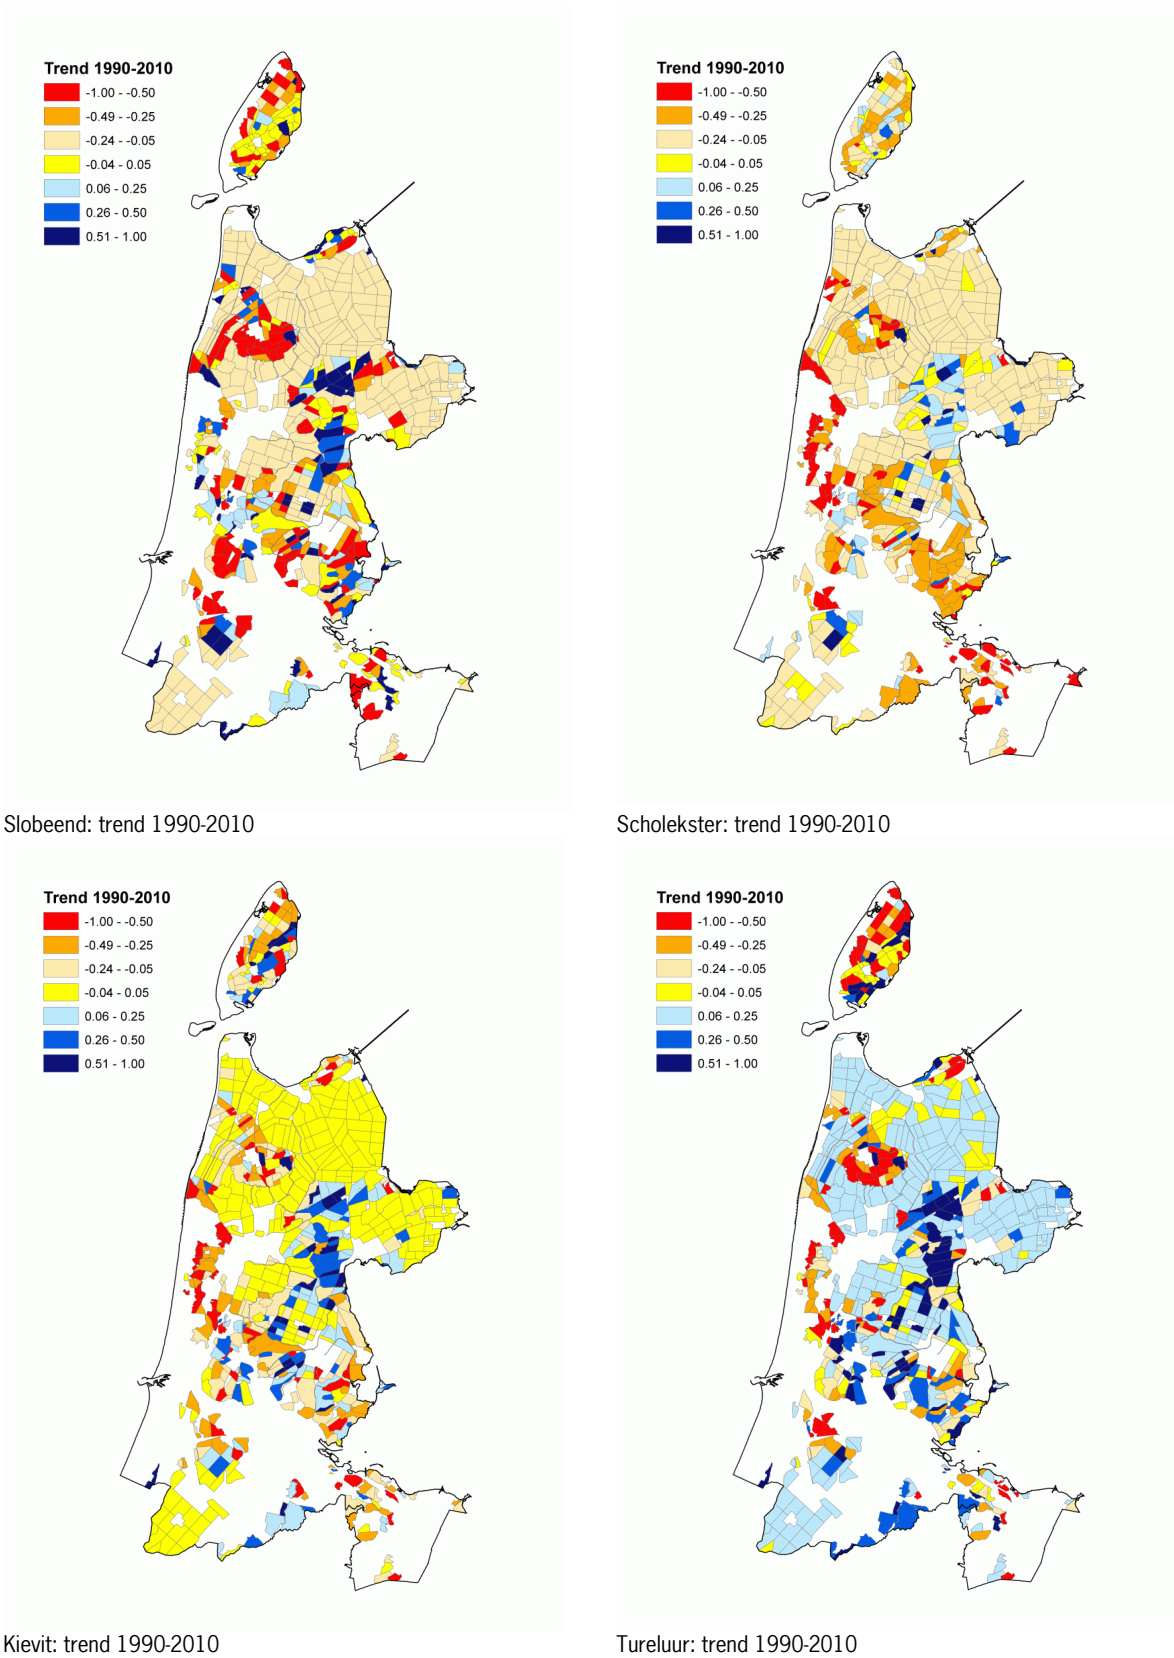 Trend 1990-2010
-1.00 - -0.50
-0.49 - -0.25
-0.24 - -0.05
-0.04 - 0.05
0.06 - 0.25
0.26 - 0.50
0.51 - 1.00
Slobeend: trend 1990-2010
Trend 1990-2010
-1.00 - -0.50
-0.49 - -0.25
-0.24 - -0.05
-0.04 - 0.05
0.06 - 0.25
0.26 - 0.50
0.51 - 1.00
Scholekster: trend 1990-2010
Trend 1990-2010
-1.00 - -0.50
-0.49 - -0.25
-0.24 - -0.05
-0.04 - 0.05
0.06 - 0.25
0.26 - 0.50
0.51 - 1.00
Kievit: trend 1990-2010
Trend 1990-2010
-1.00 - -0.50
-0.49 - -0.25
-0.24 - -0.05
-0.04 - 0.05
0.06 - 0.25
0.26 - 0.50
0.51 - 1.00
Tureluur: trend 1990-2010